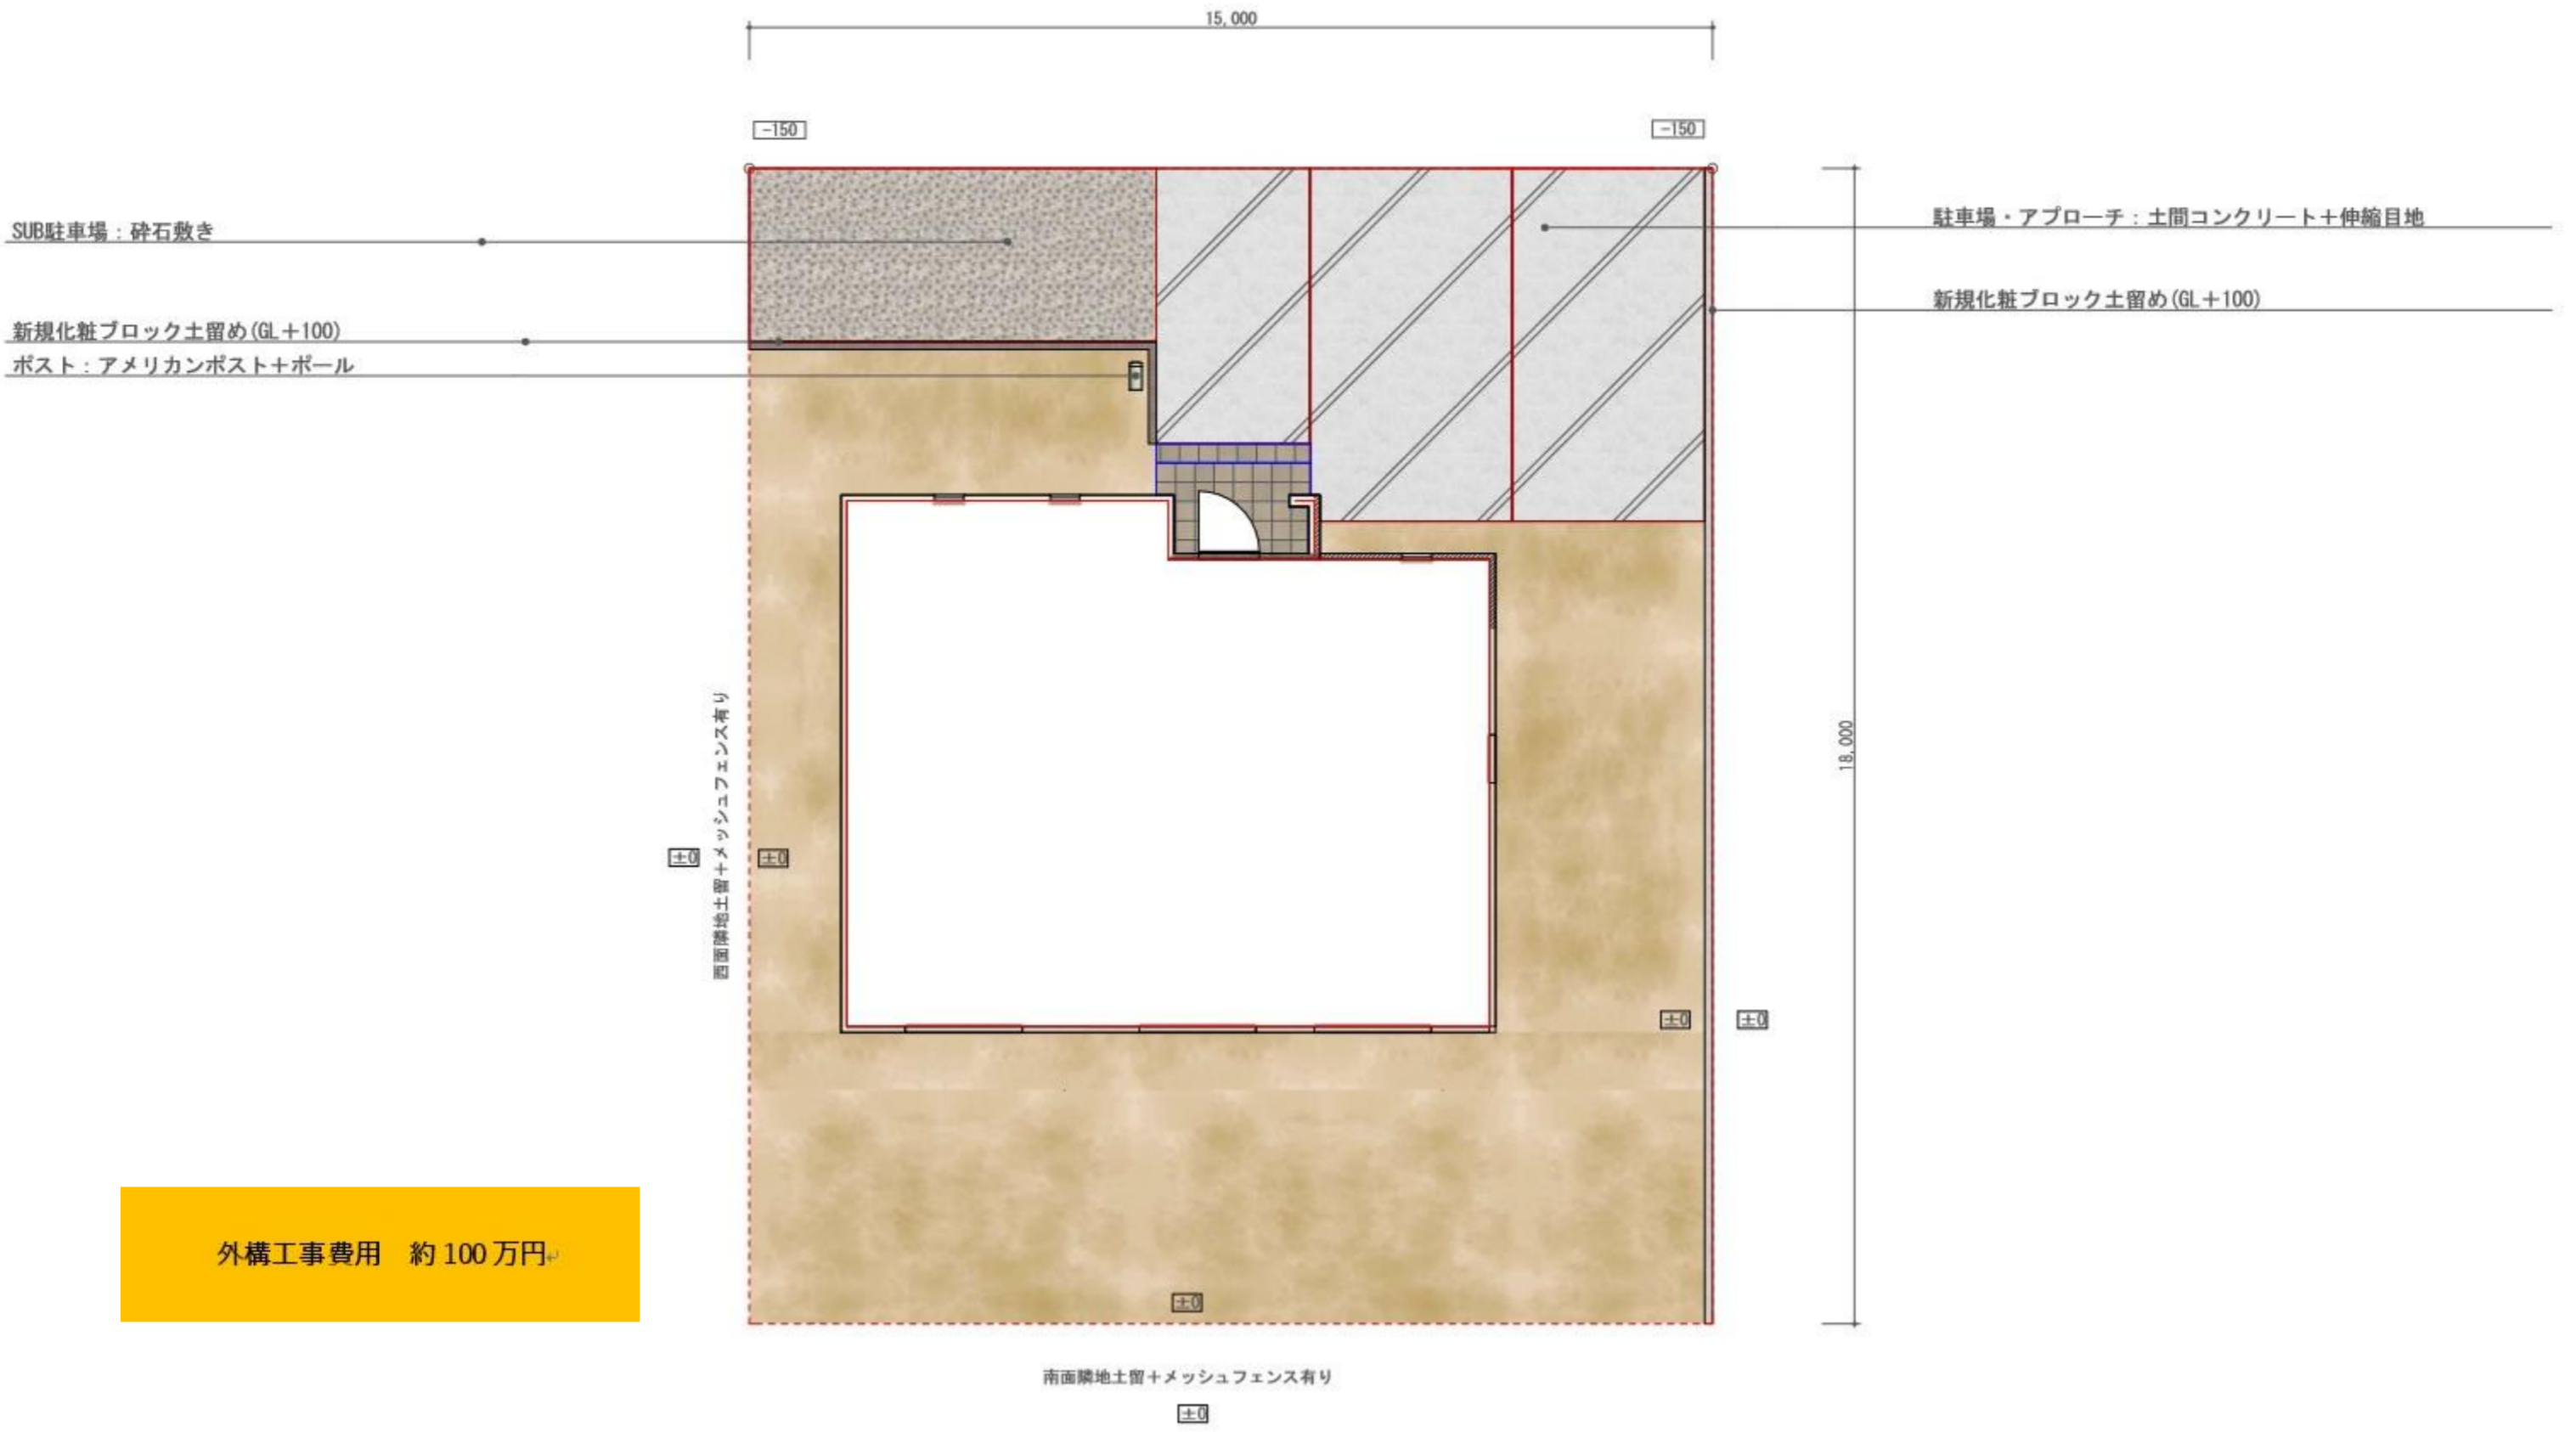 15,000
-150
-150
SUB駐車場：砕石敷き
駐車場・アプローチ：土間コンクリート＋伸縮目地
新規化粧ブロック土留め(GL＋100)
新規化粧ブロック土留め(GL＋100)
ポスト：アメリカンポスト＋ポール
18,000
西面隣地土留＋メッシュフェンス有り
±0
±0
±0
±0
外構工事費用　約100万円↵
±0
南面隣地土留＋メッシュフェンス有り
±0